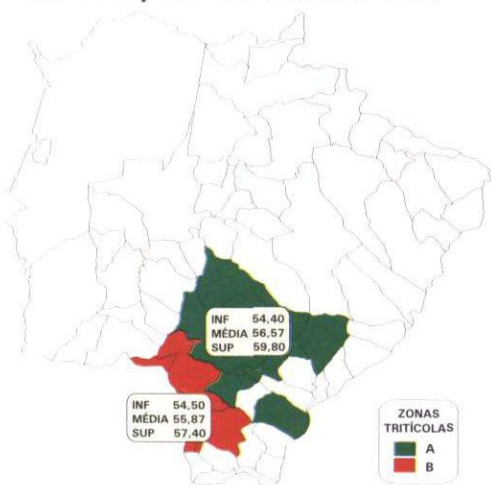 INF 54,40
MÉDIA 56,57
SUP 59,80
INF 54,50
MÉDIA 55,87
SUP 57,40
ZONAS
TRITÍCOLAS
A
B